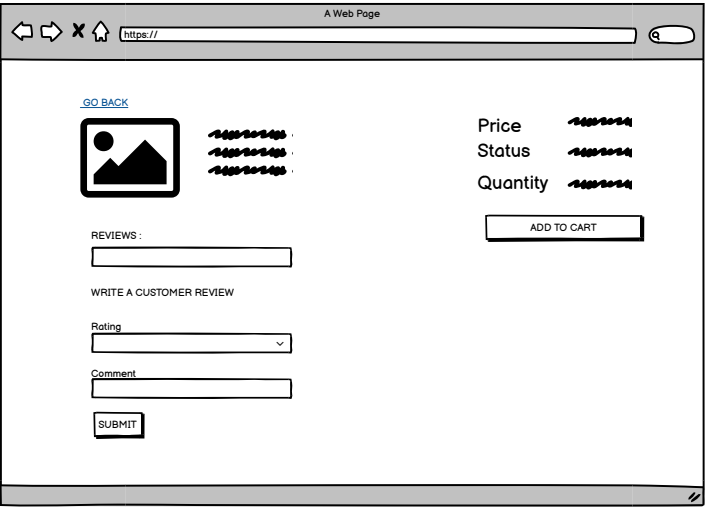 A Web Page
https://
GO BACK
Price
Status
Quantity
ADD TO CART
REVIEWS :
WRITE A CUSTOMER REVIEW
Rating
Comment
SUBMIT